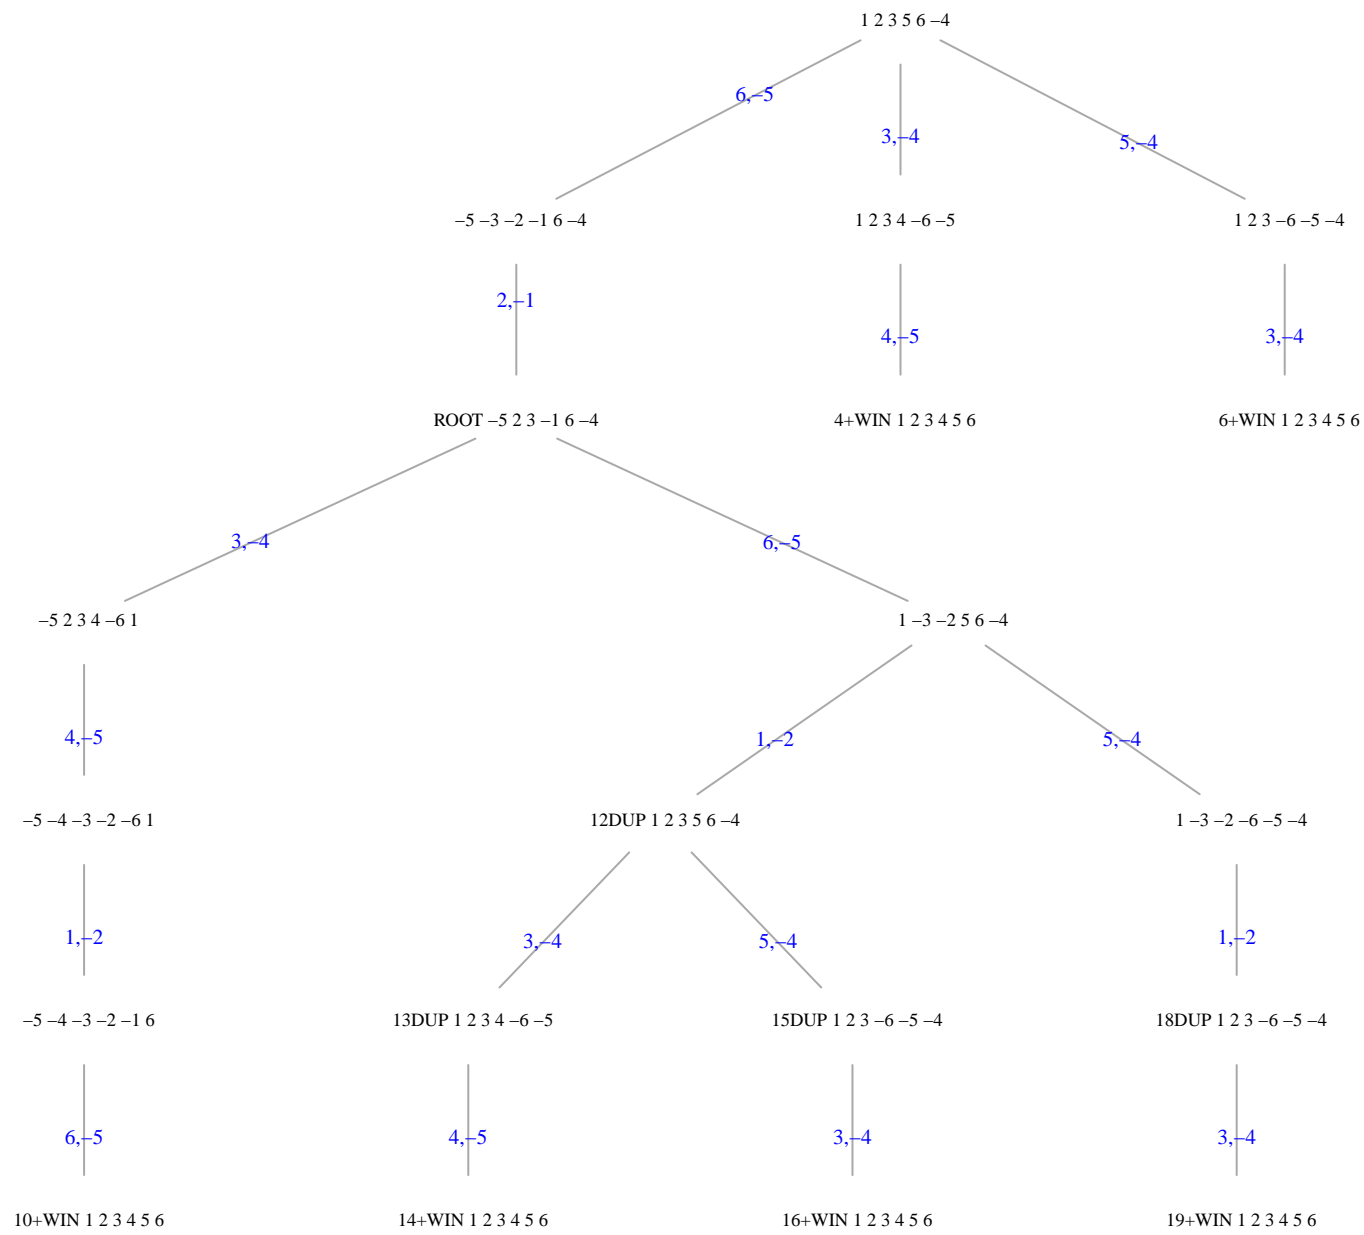 1 2 3 5 6 –4
6,–5
3,–4
5,–4
–5 –3 –2 –1 6 –4
1 2 3 4 –6 –5
1 2 3 –6 –5 –4
2,–1
4,–5
3,–4
ROOT –5 2 3 –1 6 –4
4+WIN 1 2 3 4 5 6
6+WIN 1 2 3 4 5 6
3,–4
6,–5
–5 2 3 4 –6 1
1 –3 –2 5 6 –4
4,–5
1,–2
5,–4
–5 –4 –3 –2 –6 1
12DUP 1 2 3 5 6 –4
1 –3 –2 –6 –5 –4
1,–2
3,–4
5,–4
1,–2
–5 –4 –3 –2 –1 6
13DUP 1 2 3 4 –6 –5
15DUP 1 2 3 –6 –5 –4
18DUP 1 2 3 –6 –5 –4
6,–5
4,–5
3,–4
3,–4
10+WIN 1 2 3 4 5 6
14+WIN 1 2 3 4 5 6
16+WIN 1 2 3 4 5 6
19+WIN 1 2 3 4 5 6